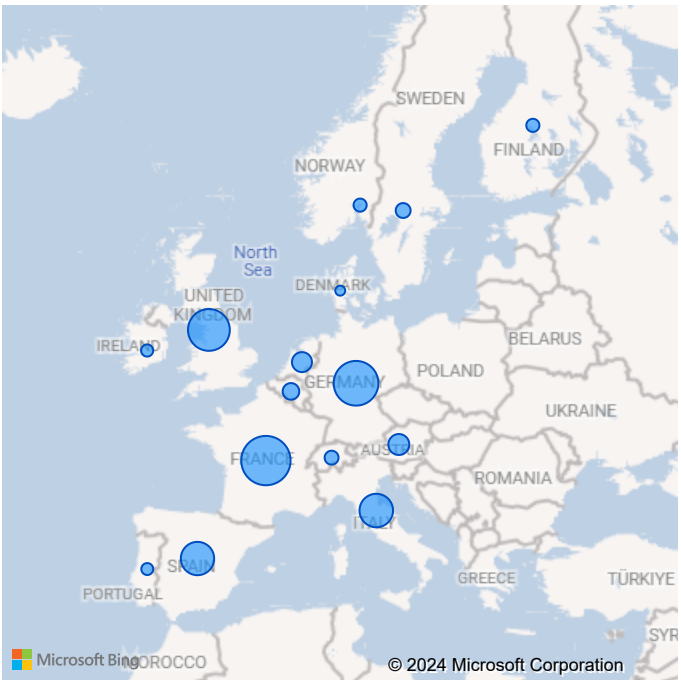 SWEDEN
FINLAND
NORWAY
North
Sea
DENMARK
UNITED
KINGDOM
IRELAND
BELARUS
POLAND
GERMANY
UKRAINE
FRANCE
AUSTRIA
ROMANIA
ITALY
SPAIN
GREECE
TÜRKIYE
PORTUGAL
SYR
Microsoft Bing
MOROCCO
© 2024 Microsoft Corporation